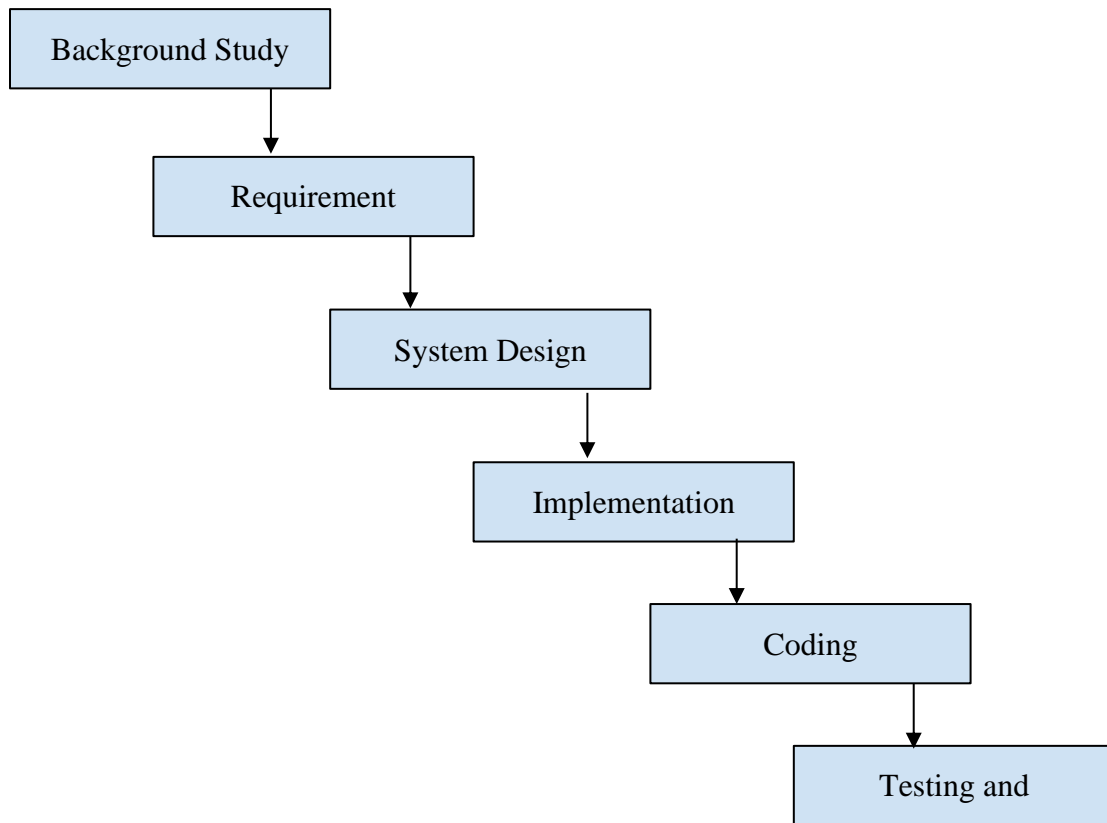 Background Study
Requirement
System Design
Implementation
Coding
Testing and